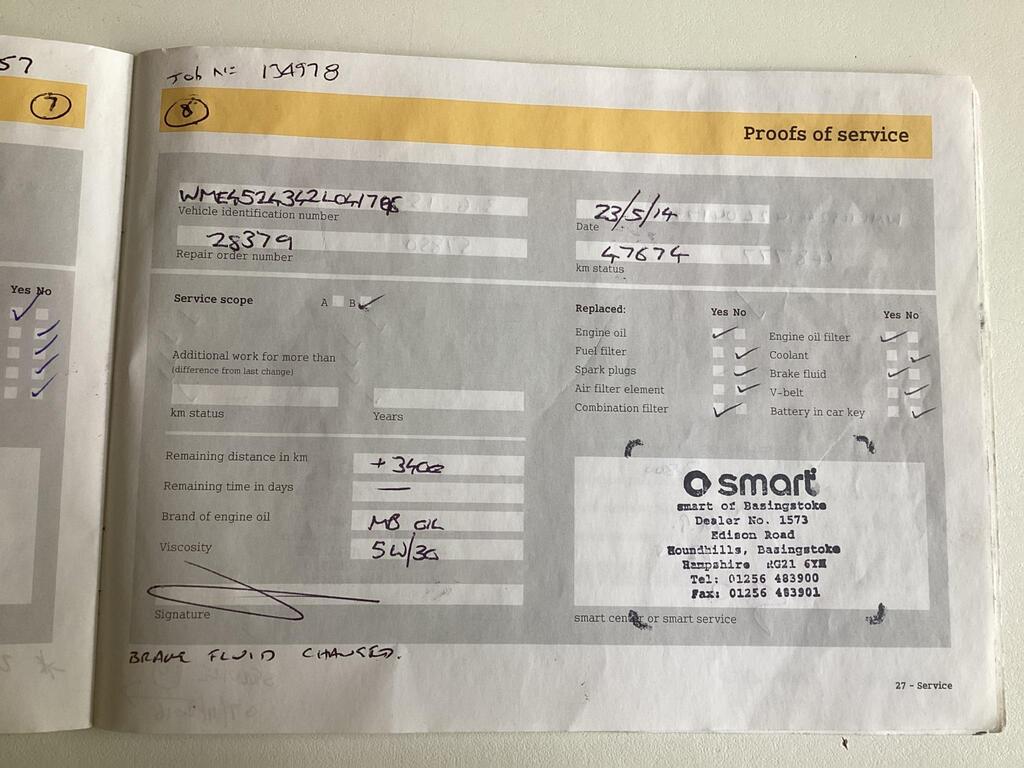 57
7
Yes No
Job No: 134978
8
Proofs of service
Vehicle identification number
23/5/14
Date
28379
Repair order number
47674
km status
Service scope A B
Additional work for more than
(difference from last change)
km status
Years
Remaining distance in km +3400
Remaining time in days —
Brand of engine oil MB OIL
Viscosity 5W/30
Signature
Replaced: Yes No Yes No
Engine oil Engine oil filter
Fuel filter Coolant
Spark plugs Brake fluid
Air filter element V-belt
Combination filter Battery in car key
smart
smart of Basingstoke
Dealer No. 1573
Edison Road
Houndhills, Basingstoke
Hampshire RG21 6YH
Tel: 01256 483900
Fax: 01256 483901
smart center or smart service
BRAKE FLUID CHANGED.
27 - Service